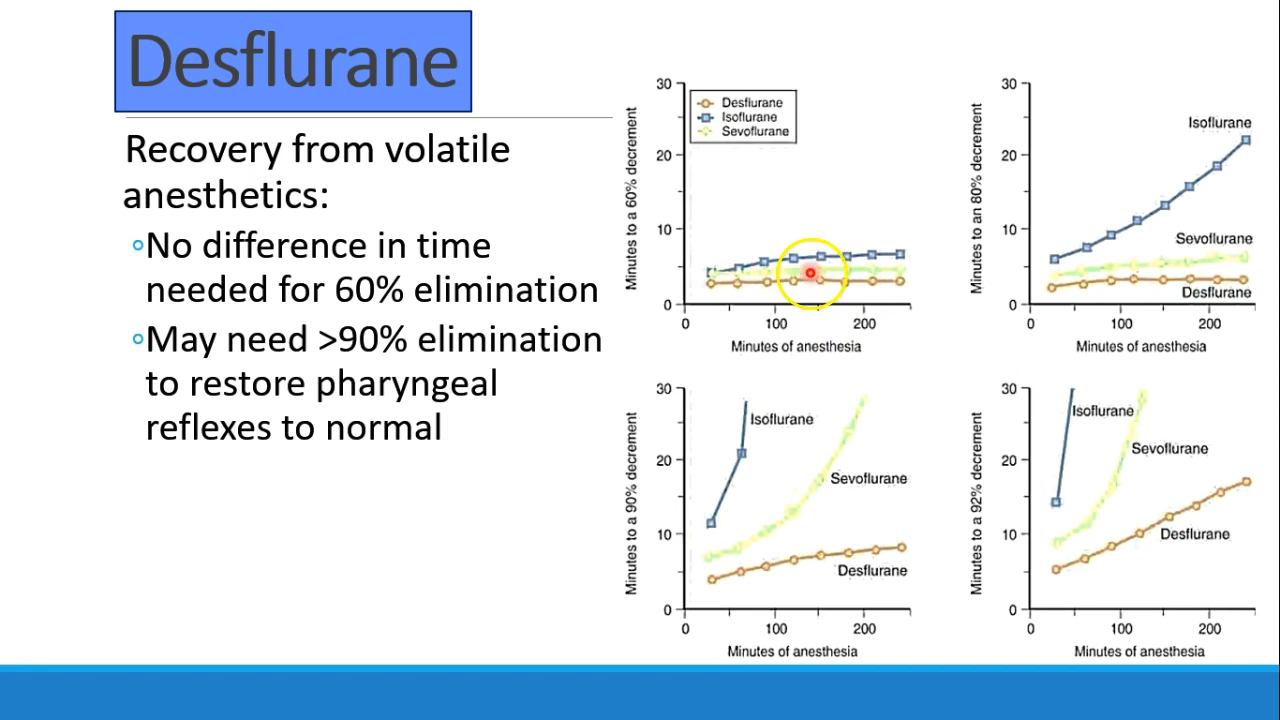 Desflurane
Recovery from volatile
anesthetics:
◦No difference in time
needed for 60% elimination
◦May need >90% elimination
to restore pharyngeal
reflexes to normal
Minutes to a 60% decrement
30
20
10
0
Desflurane
Isoflurane
Sevoflurane
0 100 200
Minutes of anesthesia
Minutes to an 80% decrement
30
20
10
0
Isoflurane
Sevoflurane
Desflurane
0 100 200
Minutes of anesthesia
Minutes to a 90% decrement
30
20
10
0
Isoflurane
Sevoflurane
Desflurane
0 100 200
Minutes of anesthesia
Minutes to a 92% decrement
30
20
10
0
Isoflurane
Sevoflurane
Desflurane
0 100 200
Minutes of anesthesia